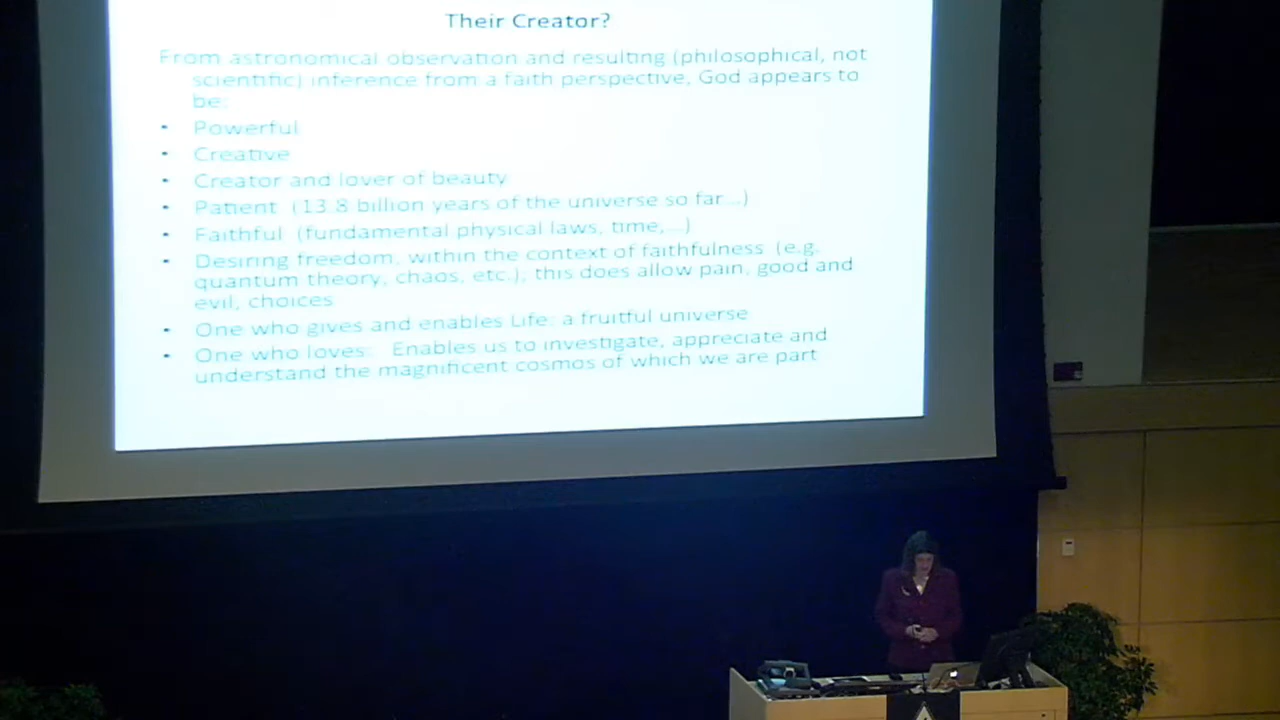 Their Creator?
From astronomical observation and resulting (philosophical, not
scientific) inference from a faith perspective, God appears to
be:
• Powerful
• Creative
• Creator and lover of beauty
• Patient (13.8 billion years of the universe so far...)
• Faithful (fundamental physical laws, time,...)
• Desiring freedom, within the context of faithfulness (e.g.
quantum theory, chaos, etc.); this does allow pain, good and
evil, choices
• One who gives and enables Life: a fruitful universe
• One who loves: Enables us to investigate, appreciate and
understand the magnificent cosmos of which we are part